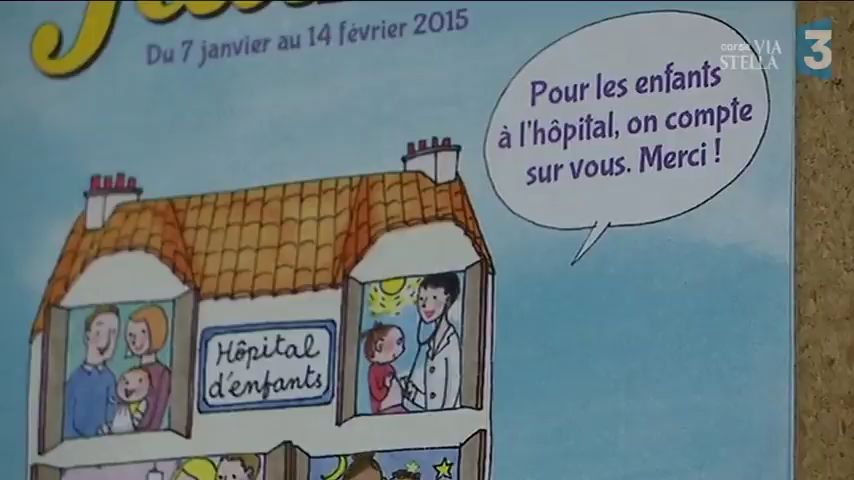 Du 7 janvier au 14 février 2015
corse VIA
STELLA
3
Pour les enfants
à l'hôpital, on compte
sur vous. Merci !
Hôpital
d'enfants